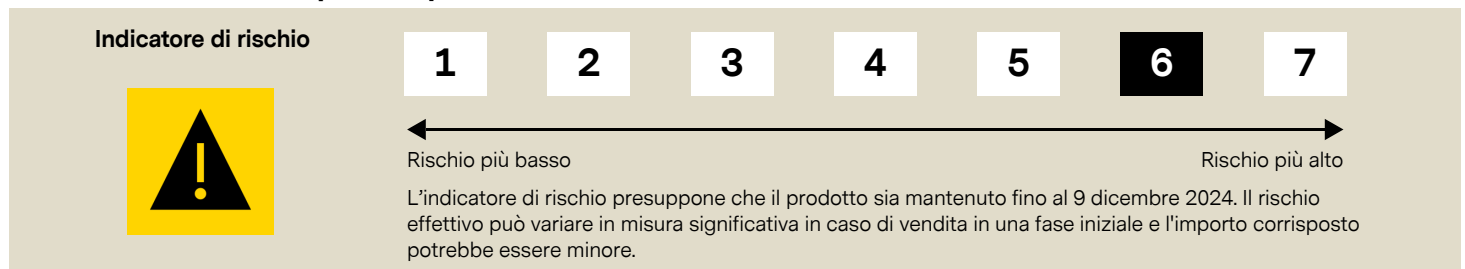 Indicatore di rischio
1 2 3 4 5 6 7
Rischio più basso Rischio più alto
L'indicatore di rischio presuppone che il prodotto sia mantenuto fino al 9 dicembre 2024. Il rischio
effettivo può variare in misura significativa in caso di vendita in una fase iniziale e l'importo corrisposto
potrebbe essere minore.